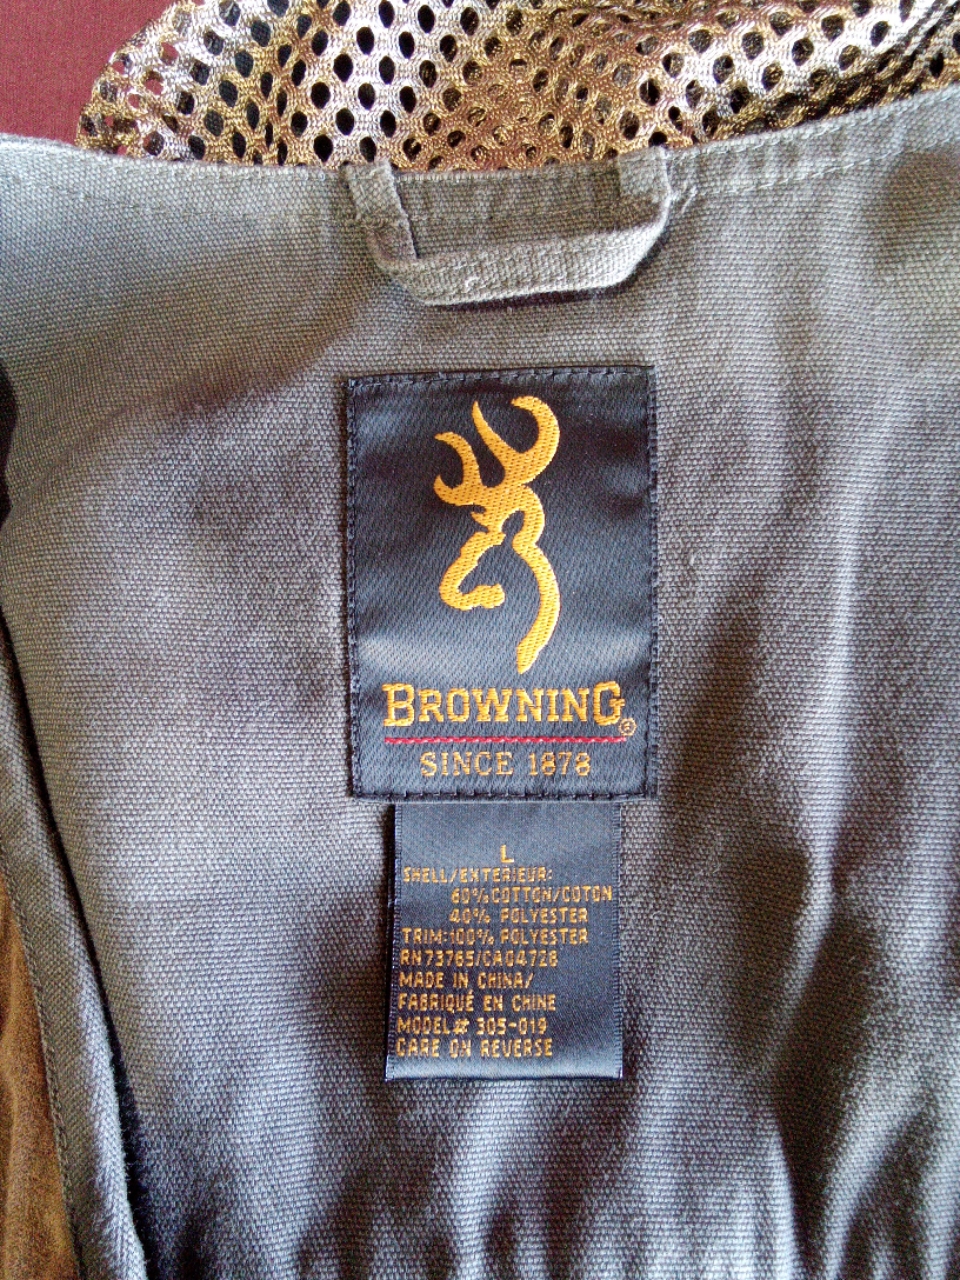 BROWNING®
SINCE 1878
L
SHELL/EXTERIEUR:
60% COTTON/COTON
40% POLYESTER
TRIM:100% POLYESTER
RN73765/CA04728
MADE IN CHINA/
FABRIQUÉ EN CHINE
MODEL# 305-019
CARE ON REVERSE